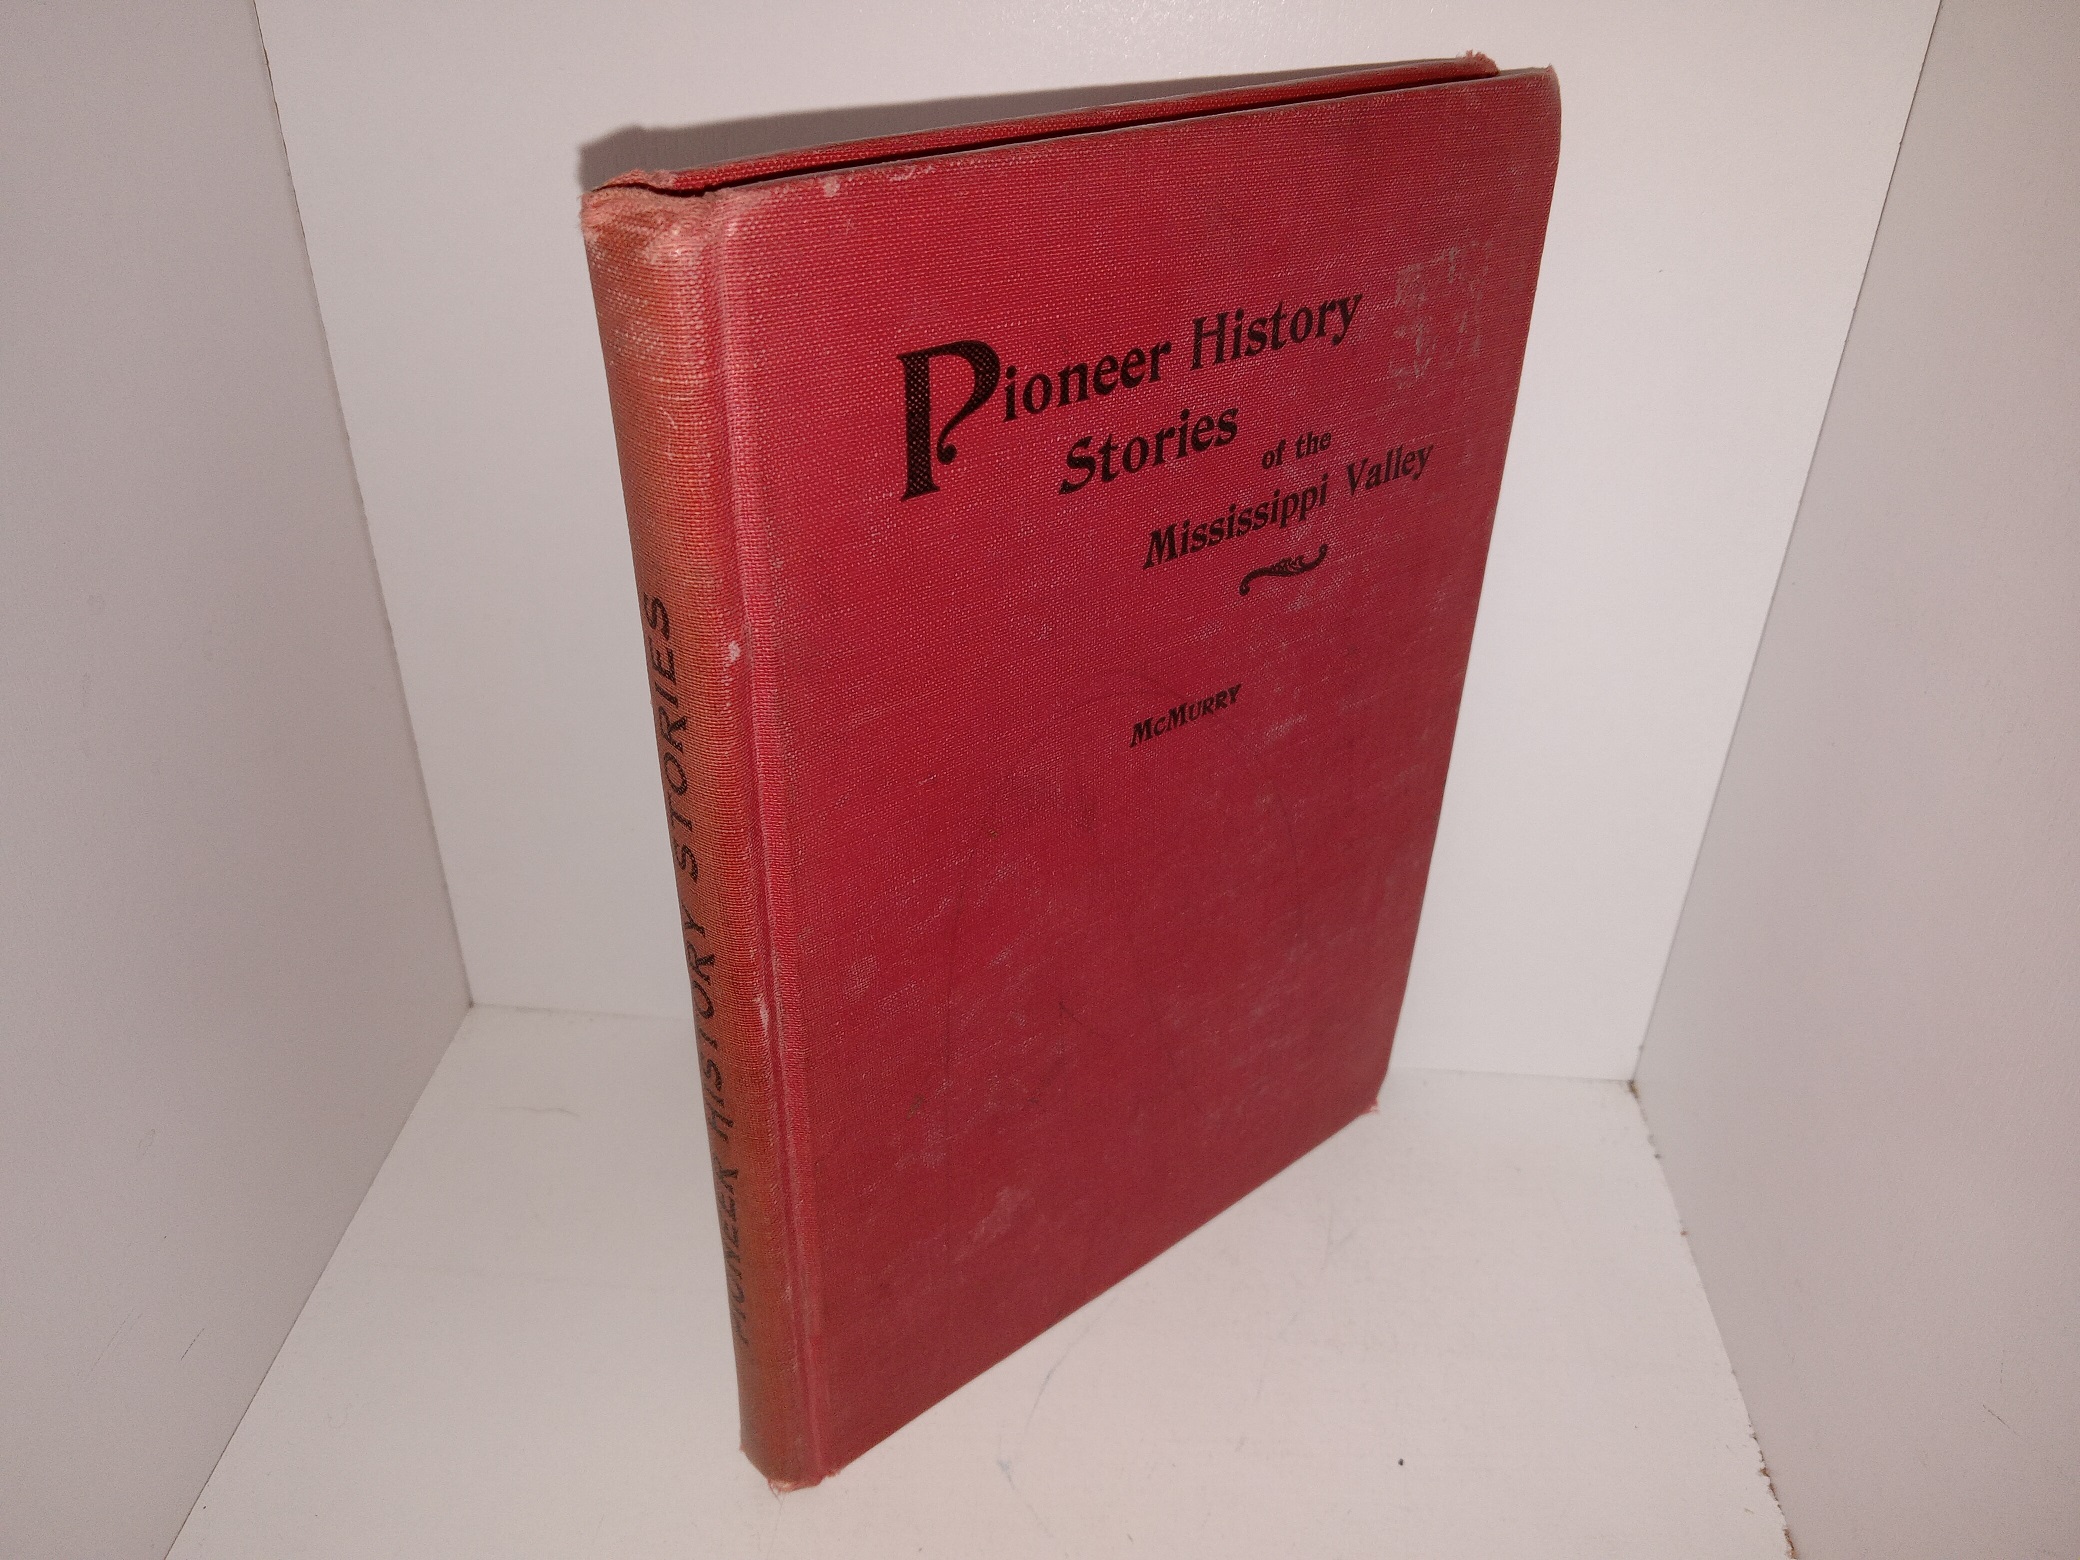 Pioneer History
Stories
of the
Mississippi Valley
McMurry
PIONEER HISTORY STORIES